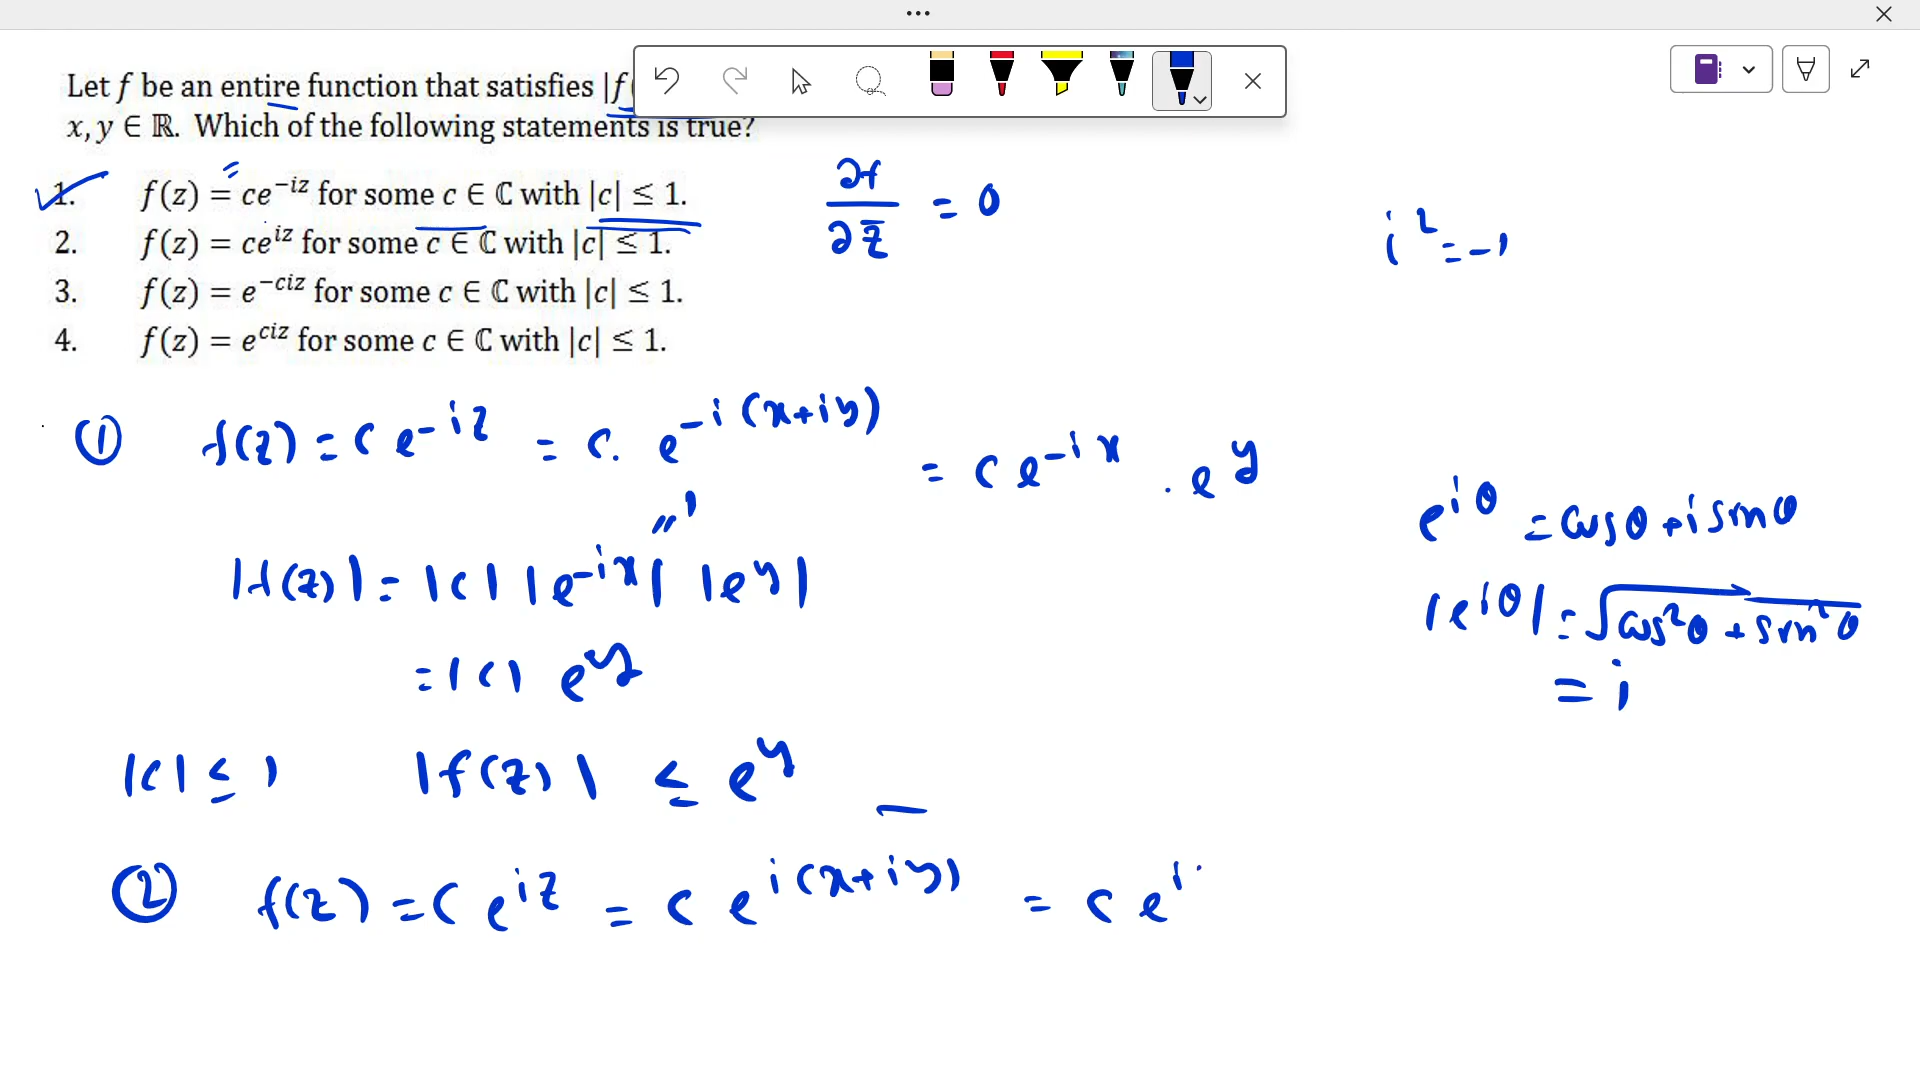 Let f be an entire function that satisfies |f
x, y ∈ ℝ. Which of the following statements is true?
1. f(z) = ce^{-iz} for some c ∈ ℂ with |c| ≤ 1.
2. f(z) = ce^{iz} for some c ∈ ℂ with |c| ≤ 1.
3. f(z) = e^{-ciz} for some c ∈ ℂ with |c| ≤ 1.
4. f(z) = e^{ciz} for some c ∈ ℂ with |c| ≤ 1.
∂f/∂z̄ = 0
i² = -1
① f(z) = c e^{-iz} = c. e^{-i(x+iy)} = c e^{-ix} . e^y
e^{iθ} = cosθ + i sinθ
"1
|f(z)| = |c| |e^{-ix}| |e^y|
|e^{iθ}| = √cos²θ + sin²θ
= |c| e^y
= i
|c| ≤ 1 |f(z)| ≤ e^y
② f(z) = c e^{iz} = c e^{i(x+iy)} = c e^i